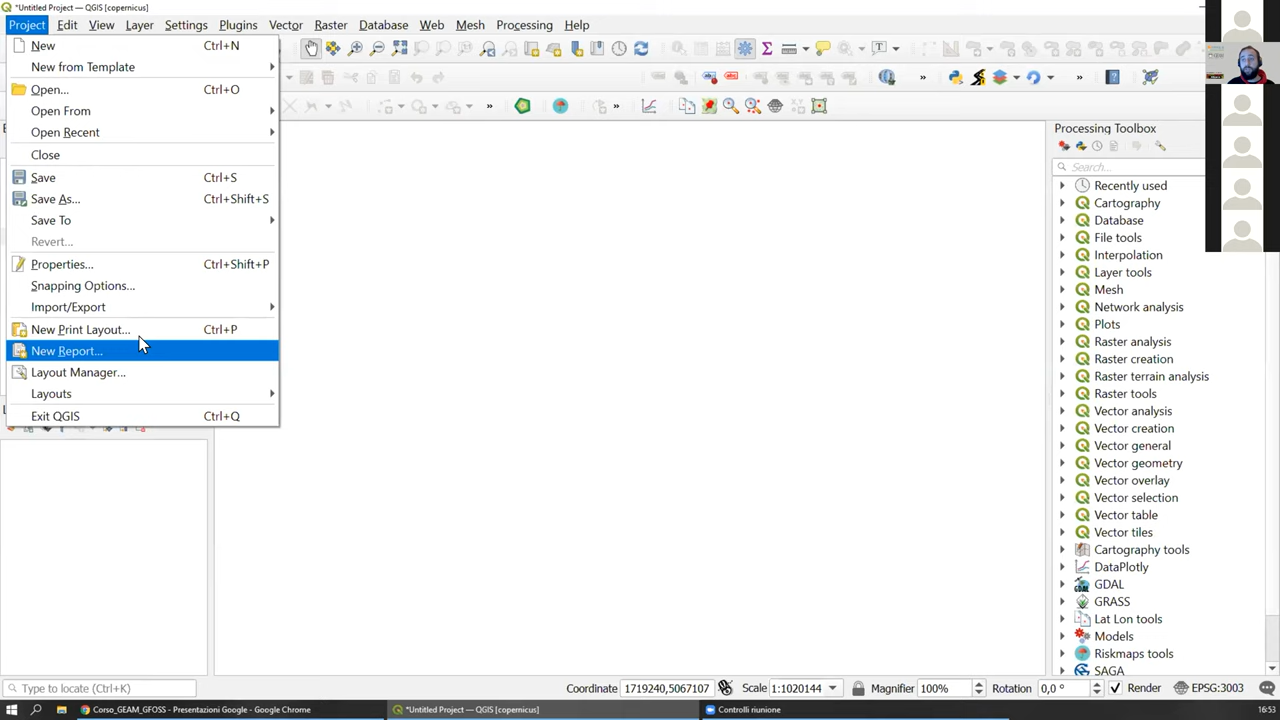 *Untitled Project — QGIS [copernicus]
Project Edit View Layer Settings Plugins Vector Raster Database Web Mesh Processing Help
New Ctrl+N
New from Template
Open... Ctrl+O
Open From
Open Recent
Close
Save Ctrl+S
Save As... Ctrl+Shift+S
Save To
Revert...
Properties... Ctrl+Shift+P
Snapping Options...
Import/Export
New Print Layout... Ctrl+P
New Report...
Layout Manager...
Layouts
Exit QGIS Ctrl+Q
Processing Toolbox
Search...
Recently used
Cartography
Database
File tools
Interpolation
Layer tools
Mesh
Network analysis
Plots
Raster analysis
Raster creation
Raster terrain analysis
Raster tools
Vector analysis
Vector creation
Vector general
Vector geometry
Vector overlay
Vector selection
Vector table
Vector tiles
Cartography tools
DataPlotly
GDAL
GRASS
Lat Lon tools
Models
Riskmaps tools
SAGA
Type to locate (Ctrl+K)
Coordinate 1719240,5067107 Scale 1:1020144 Magnifier 100% Rotation 0,0 ° Render EPSG:3003
Corso_GEAM_GFOSS - Presentazioni Google - Google Chrome *Untitled Project — QGIS [copernicus] Controlli riunione 16:53